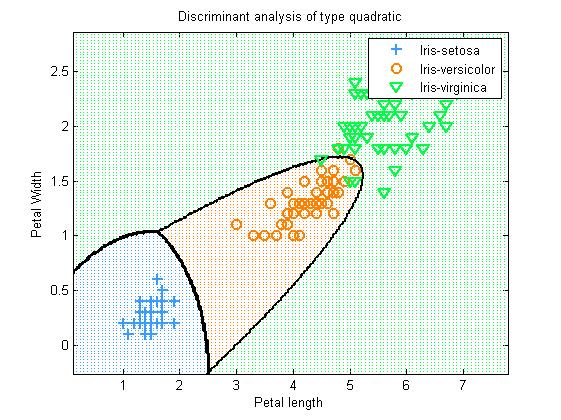 Discriminant analysis of type quadratic
Iris-setosa
Iris-versicolor
Iris-virginica
2.5
2
1.5
1
0.5
0
Petal Width
1 2 3 4 5 6 7
Petal length